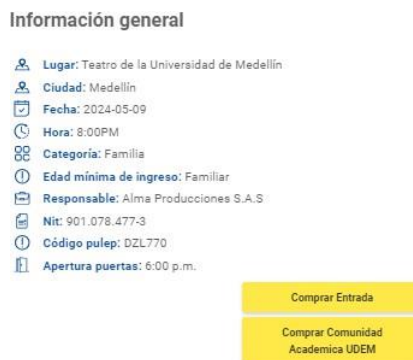 Información general
Lugar: Teatro de la Universidad de Medellín
Ciudad: Medellín
Fecha: 2024-05-09
Hora: 8:00PM
Categoría: Familia
Edad mínima de ingreso: Familiar
Responsable: Alma Producciones S.A.S
Nit: 901.078.477-3
Código pulep: DZL770
Apertura puertas: 6:00 p.m.
Comprar Entrada
Comprar Comunidad
Academica UDEM